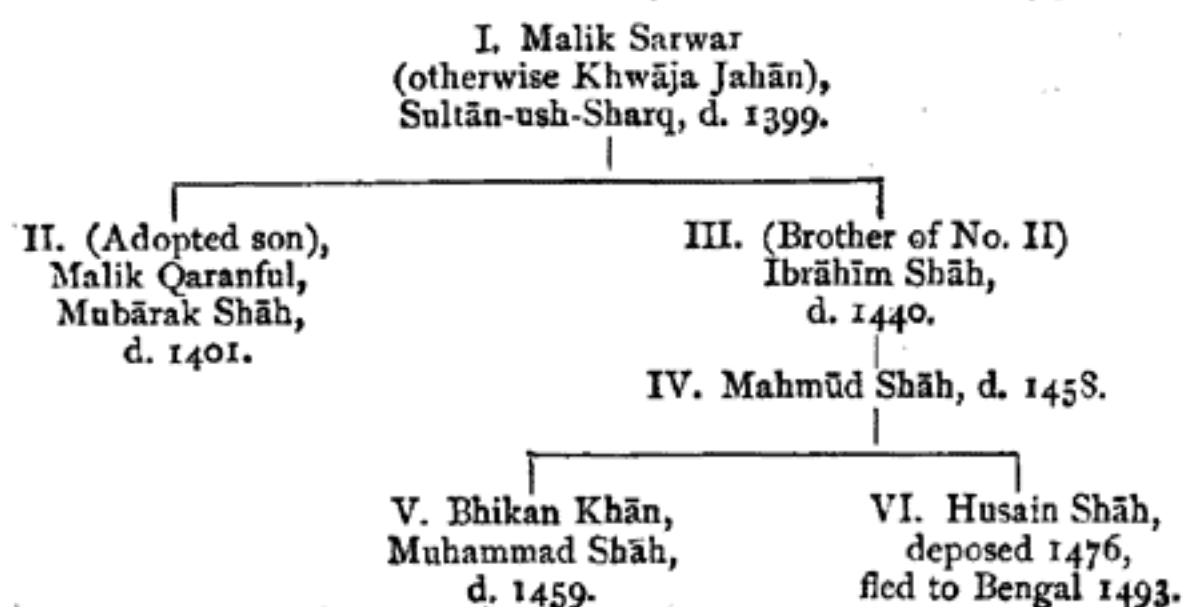 I. Malik Sarwar
(otherwise Khwāja Jahān),
Sultān-ush-Sharq, d. 1399.
II. (Adopted son),
Malik Qaranful,
Mubārak Shāh,
d. 1401.
III. (Brother of No. II)
Ibrāhīm Shāh,
d. 1440.
IV. Mahmūd Shāh, d. 1458.
V. Bhikan Khān,
Muhammad Shāh,
d. 1459.
VI. Husain Shāh,
deposed 1476,
fled to Bengal 1493.